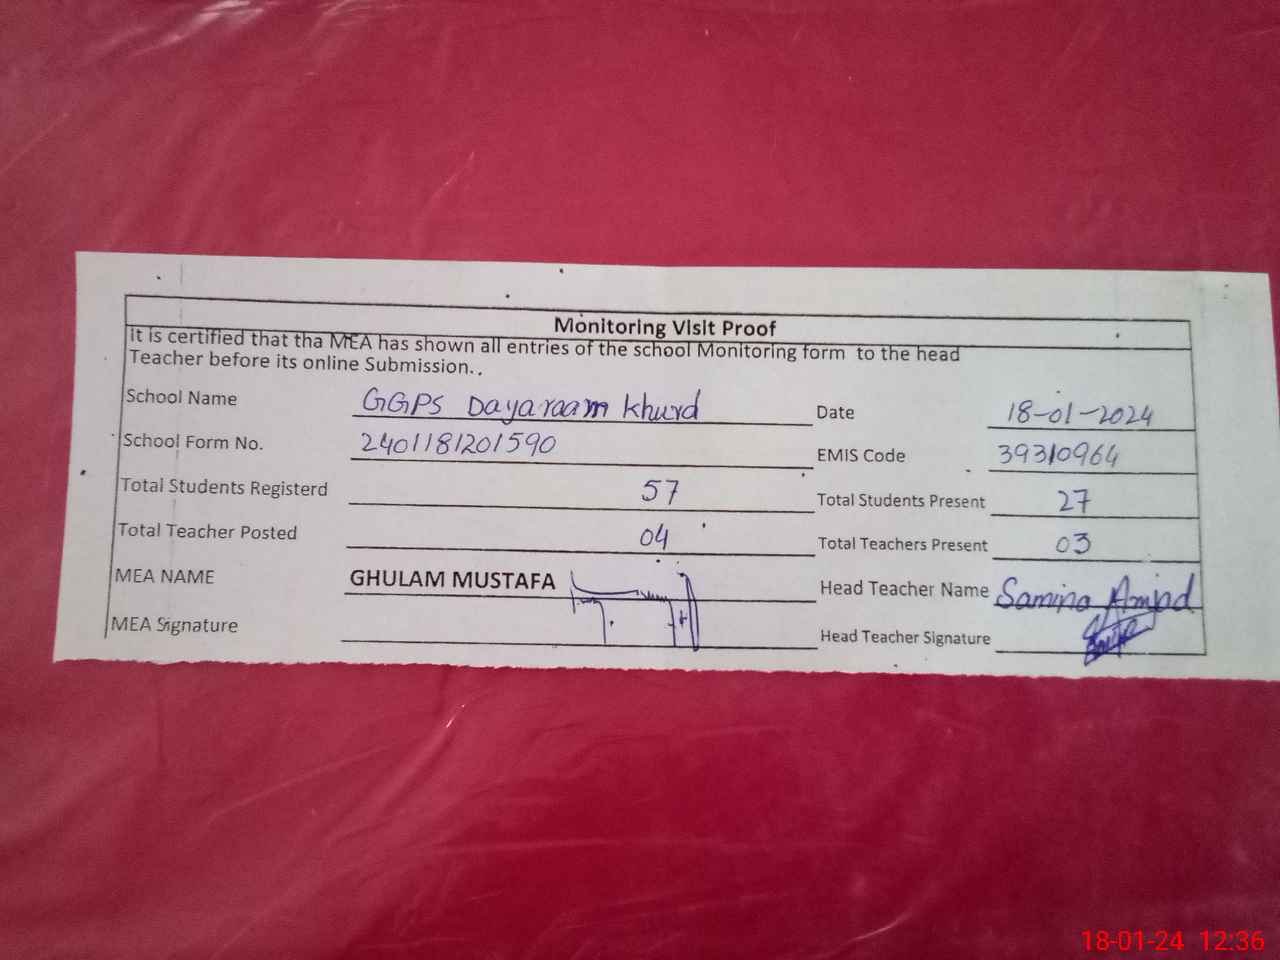 Monitoring Visit Proof
It is certified that tha MEA has shown all entries of the school Monitoring form to the head
Teacher before its online Submission..
School Name GGPS Dayaraam Khurd Date 18-01-2024
School Form No. 2401181201590 EMIS Code 39310964
Total Students Registerd 57 Total Students Present 27
Total Teacher Posted 04 Total Teachers Present 03
MEA NAME GHULAM MUSTAFA Head Teacher Name Samina Amjad
MEA Signature Head Teacher Signature
18-01-24 12:36